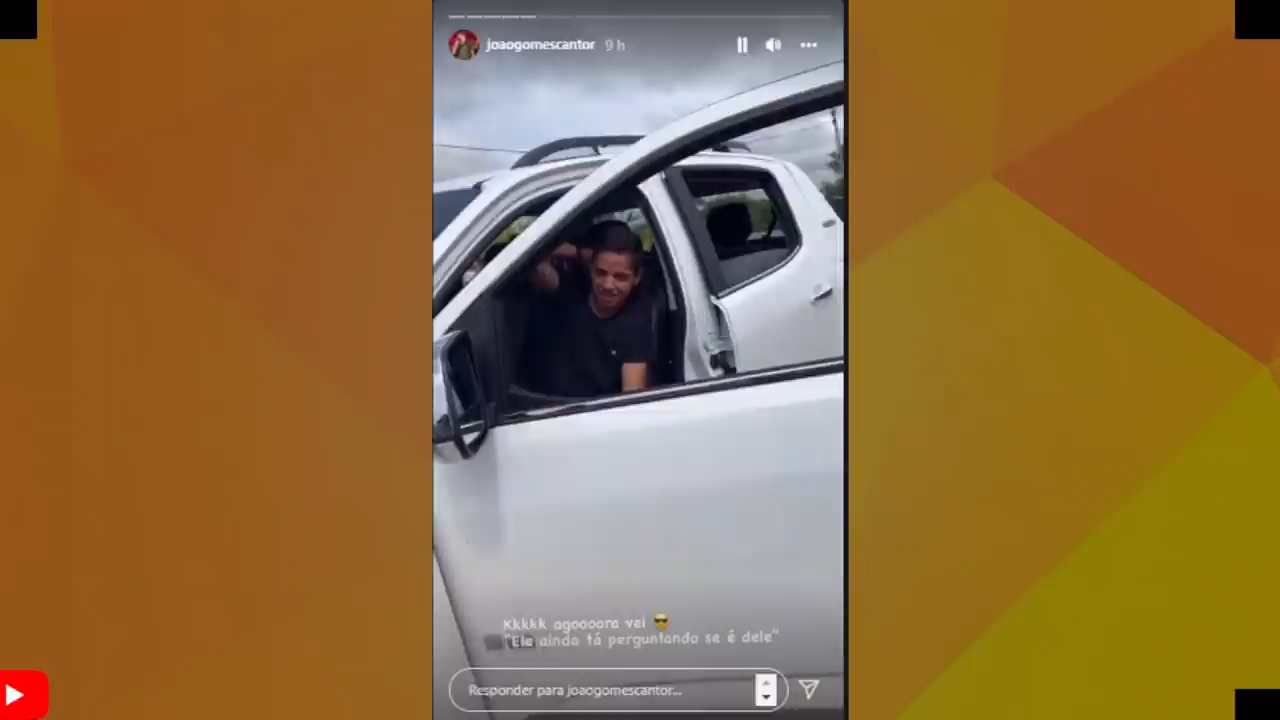 joaogomescantor 9 h
Kkkkk agooooora vei 😎
"Ele ainda tá perguntando se é dele"
Responder para joaogomescantor...